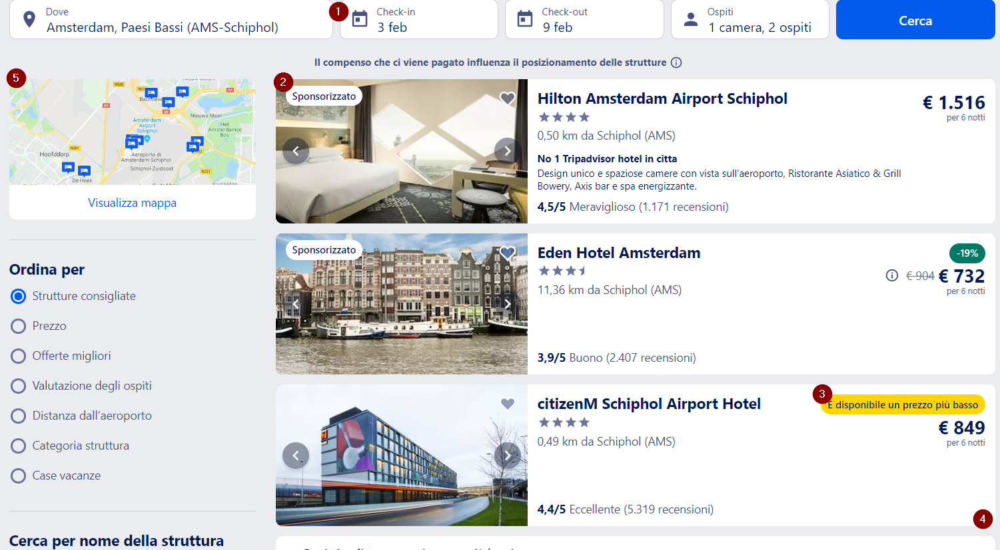 Dove
Amsterdam, Paesi Bassi (AMS-Schiphol)
1
Check-in
3 feb
Check-out
9 feb
Ospiti
1 camera, 2 ospiti
Cerca
Il compenso che ci viene pagato influenza il posizionamento delle strutture
5
N520
A4
A5
A9
Nieuwe Meer
Amsterdam
Airport
Schiphol
Het
Amsterdamse
Bos
N201
Hoofddorp
Aeroporto di
Amsterdam-Schiphol
Schiphol-Zuidoost
N231
De Hoek
Visualizza mappa
Ordina per
Strutture consigliate
Prezzo
Offerte migliori
Valutazione degli ospiti
Distanza dall’aeroporto
Categoria struttura
Case vacanze
Cerca per nome della struttura
2
Sponsorizzato
Hilton Amsterdam Airport Schiphol
€ 1.516
per 6 notti
0,50 km da Schiphol (AMS)
No 1 Tripadvisor hotel in citta
Design unico e spaziose camere con vista sull'aeroporto, Ristorante Asiatico & Grill
Bowery, Axis bar e spa energizzante.
4,5/5 Meraviglioso (1.171 recensioni)
Sponsorizzato
Eden Hotel Amsterdam
-19%
€ 904 € 732
per 6 notti
11,36 km da Schiphol (AMS)
3,9/5 Buono (2.407 recensioni)
citizenM Schiphol Airport Hotel
3
È disponibile un prezzo più basso
€ 849
per 6 notti
0,49 km da Schiphol (AMS)
4,4/5 Eccellente (5.319 recensioni)
4